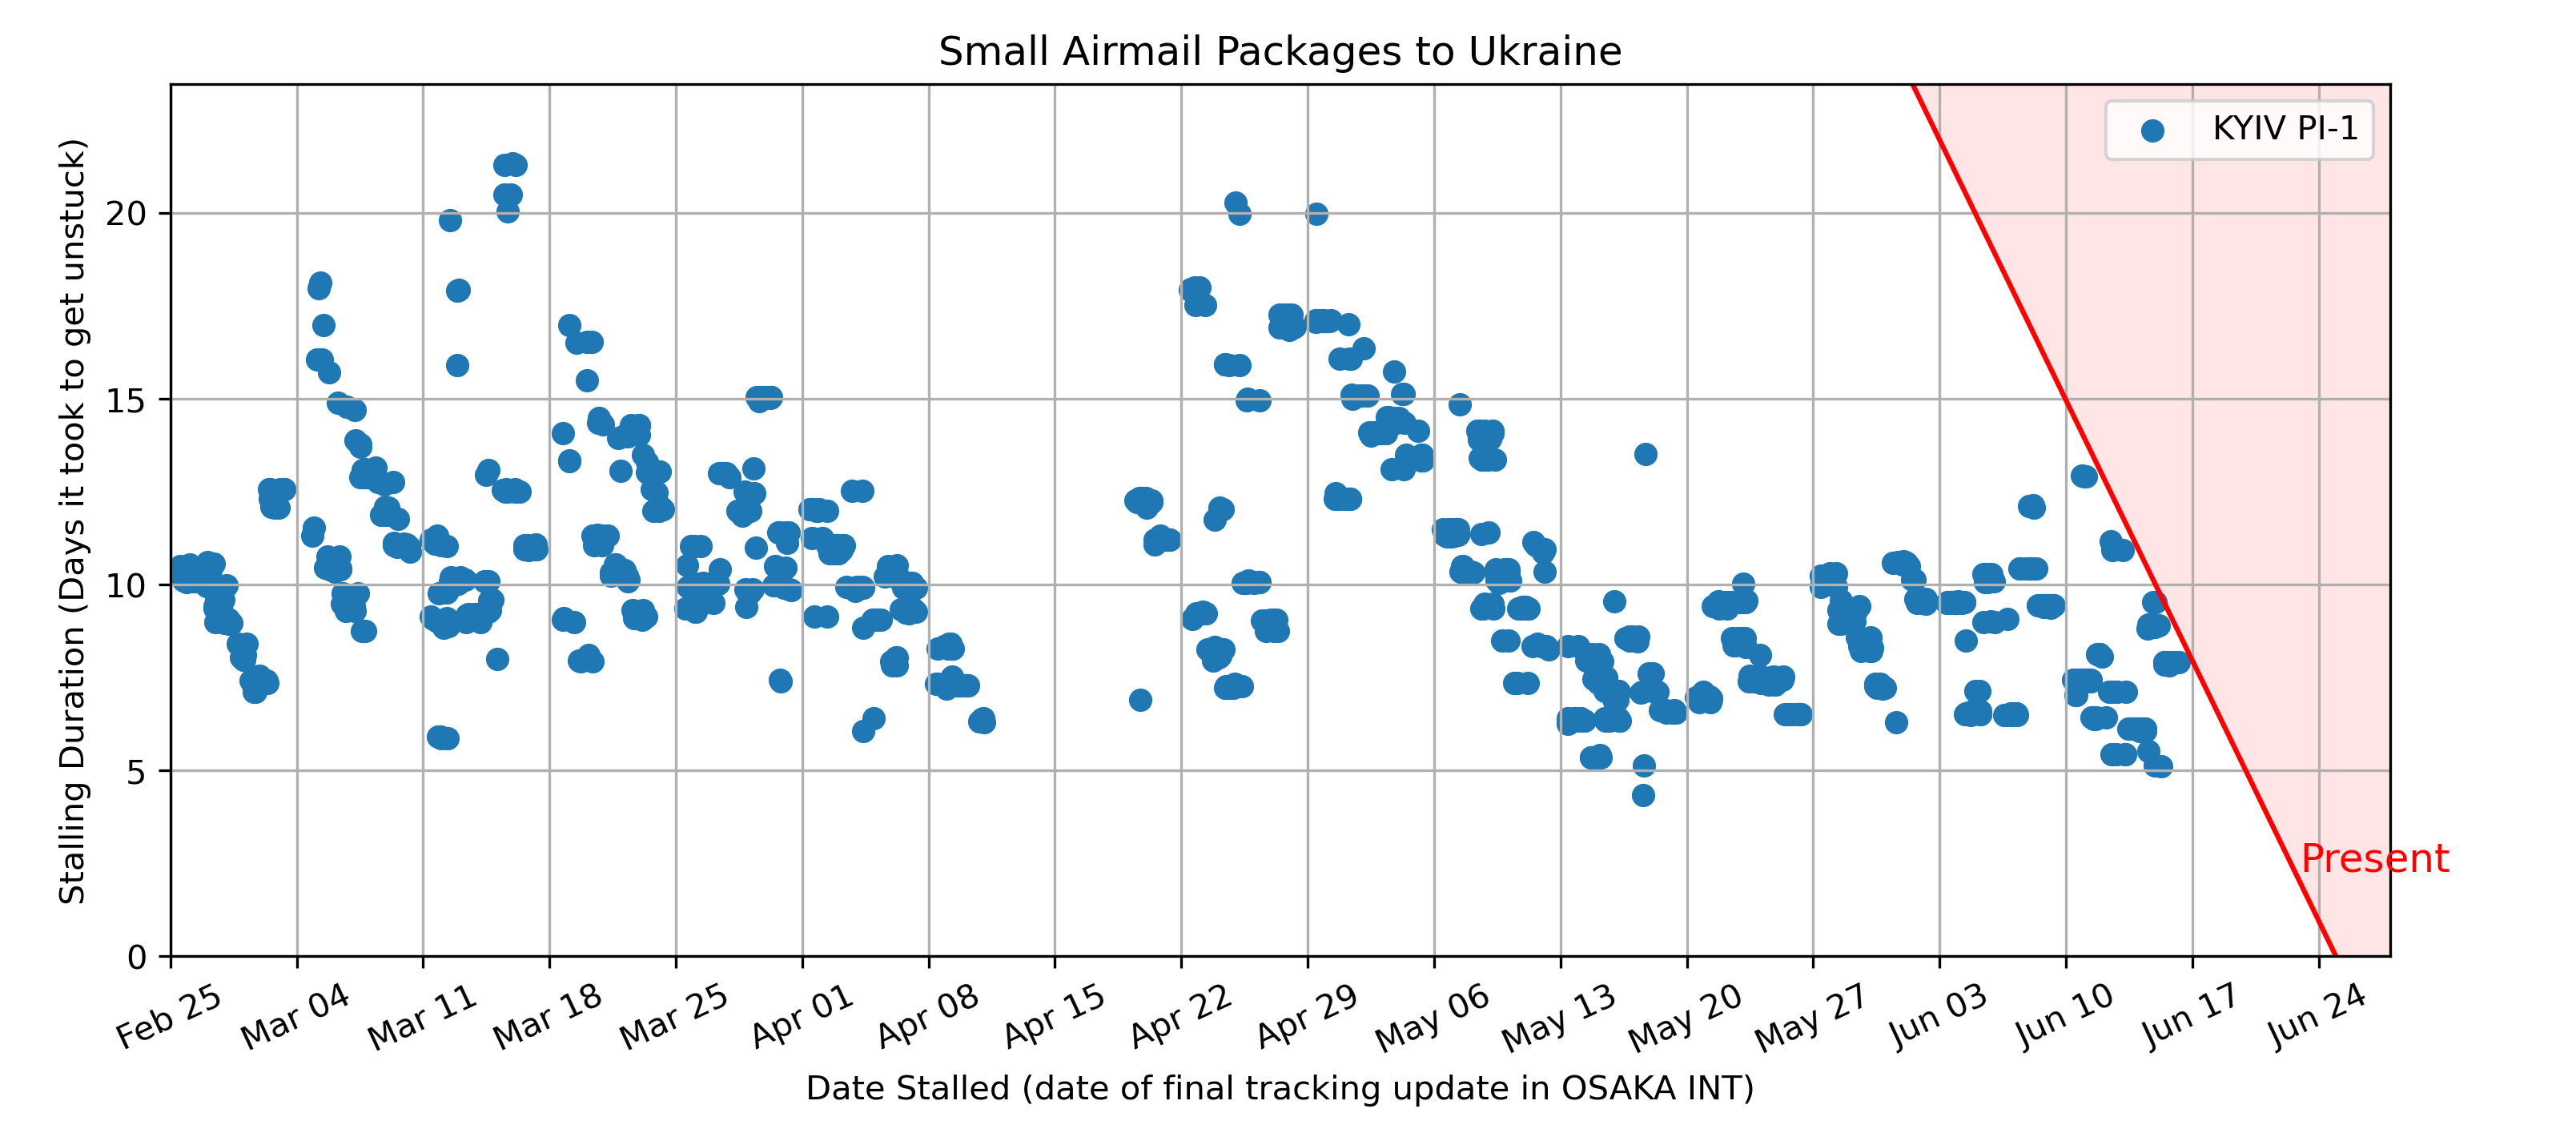 Small Airmail Packages to Ukraine
KYIV PI-1
Stalling Duration (Days it took to get unstuck)
20
15
10
5
0
Present
Feb 25
Mar 04
Mar 11
Mar 18
Mar 25
Apr 01
Apr 08
Apr 15
Apr 22
Apr 29
May 06
May 13
May 20
May 27
Jun 03
Jun 10
Jun 17
Jun 24
Date Stalled (date of final tracking update in OSAKA INT)